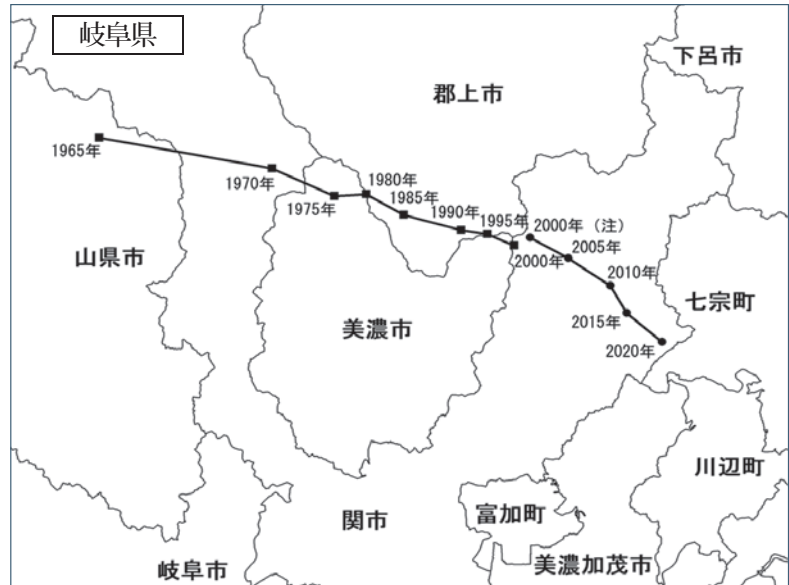 岐阜県
下呂市
郡上市
1965年
1970年
1975年
1980年
1985年
1990年
1995年
2000年
2000年（注）
2005年
2010年
2015年
2020年
山県市
美濃市
七宗町
川辺町
関市
富加町
岐阜市
美濃加茂市